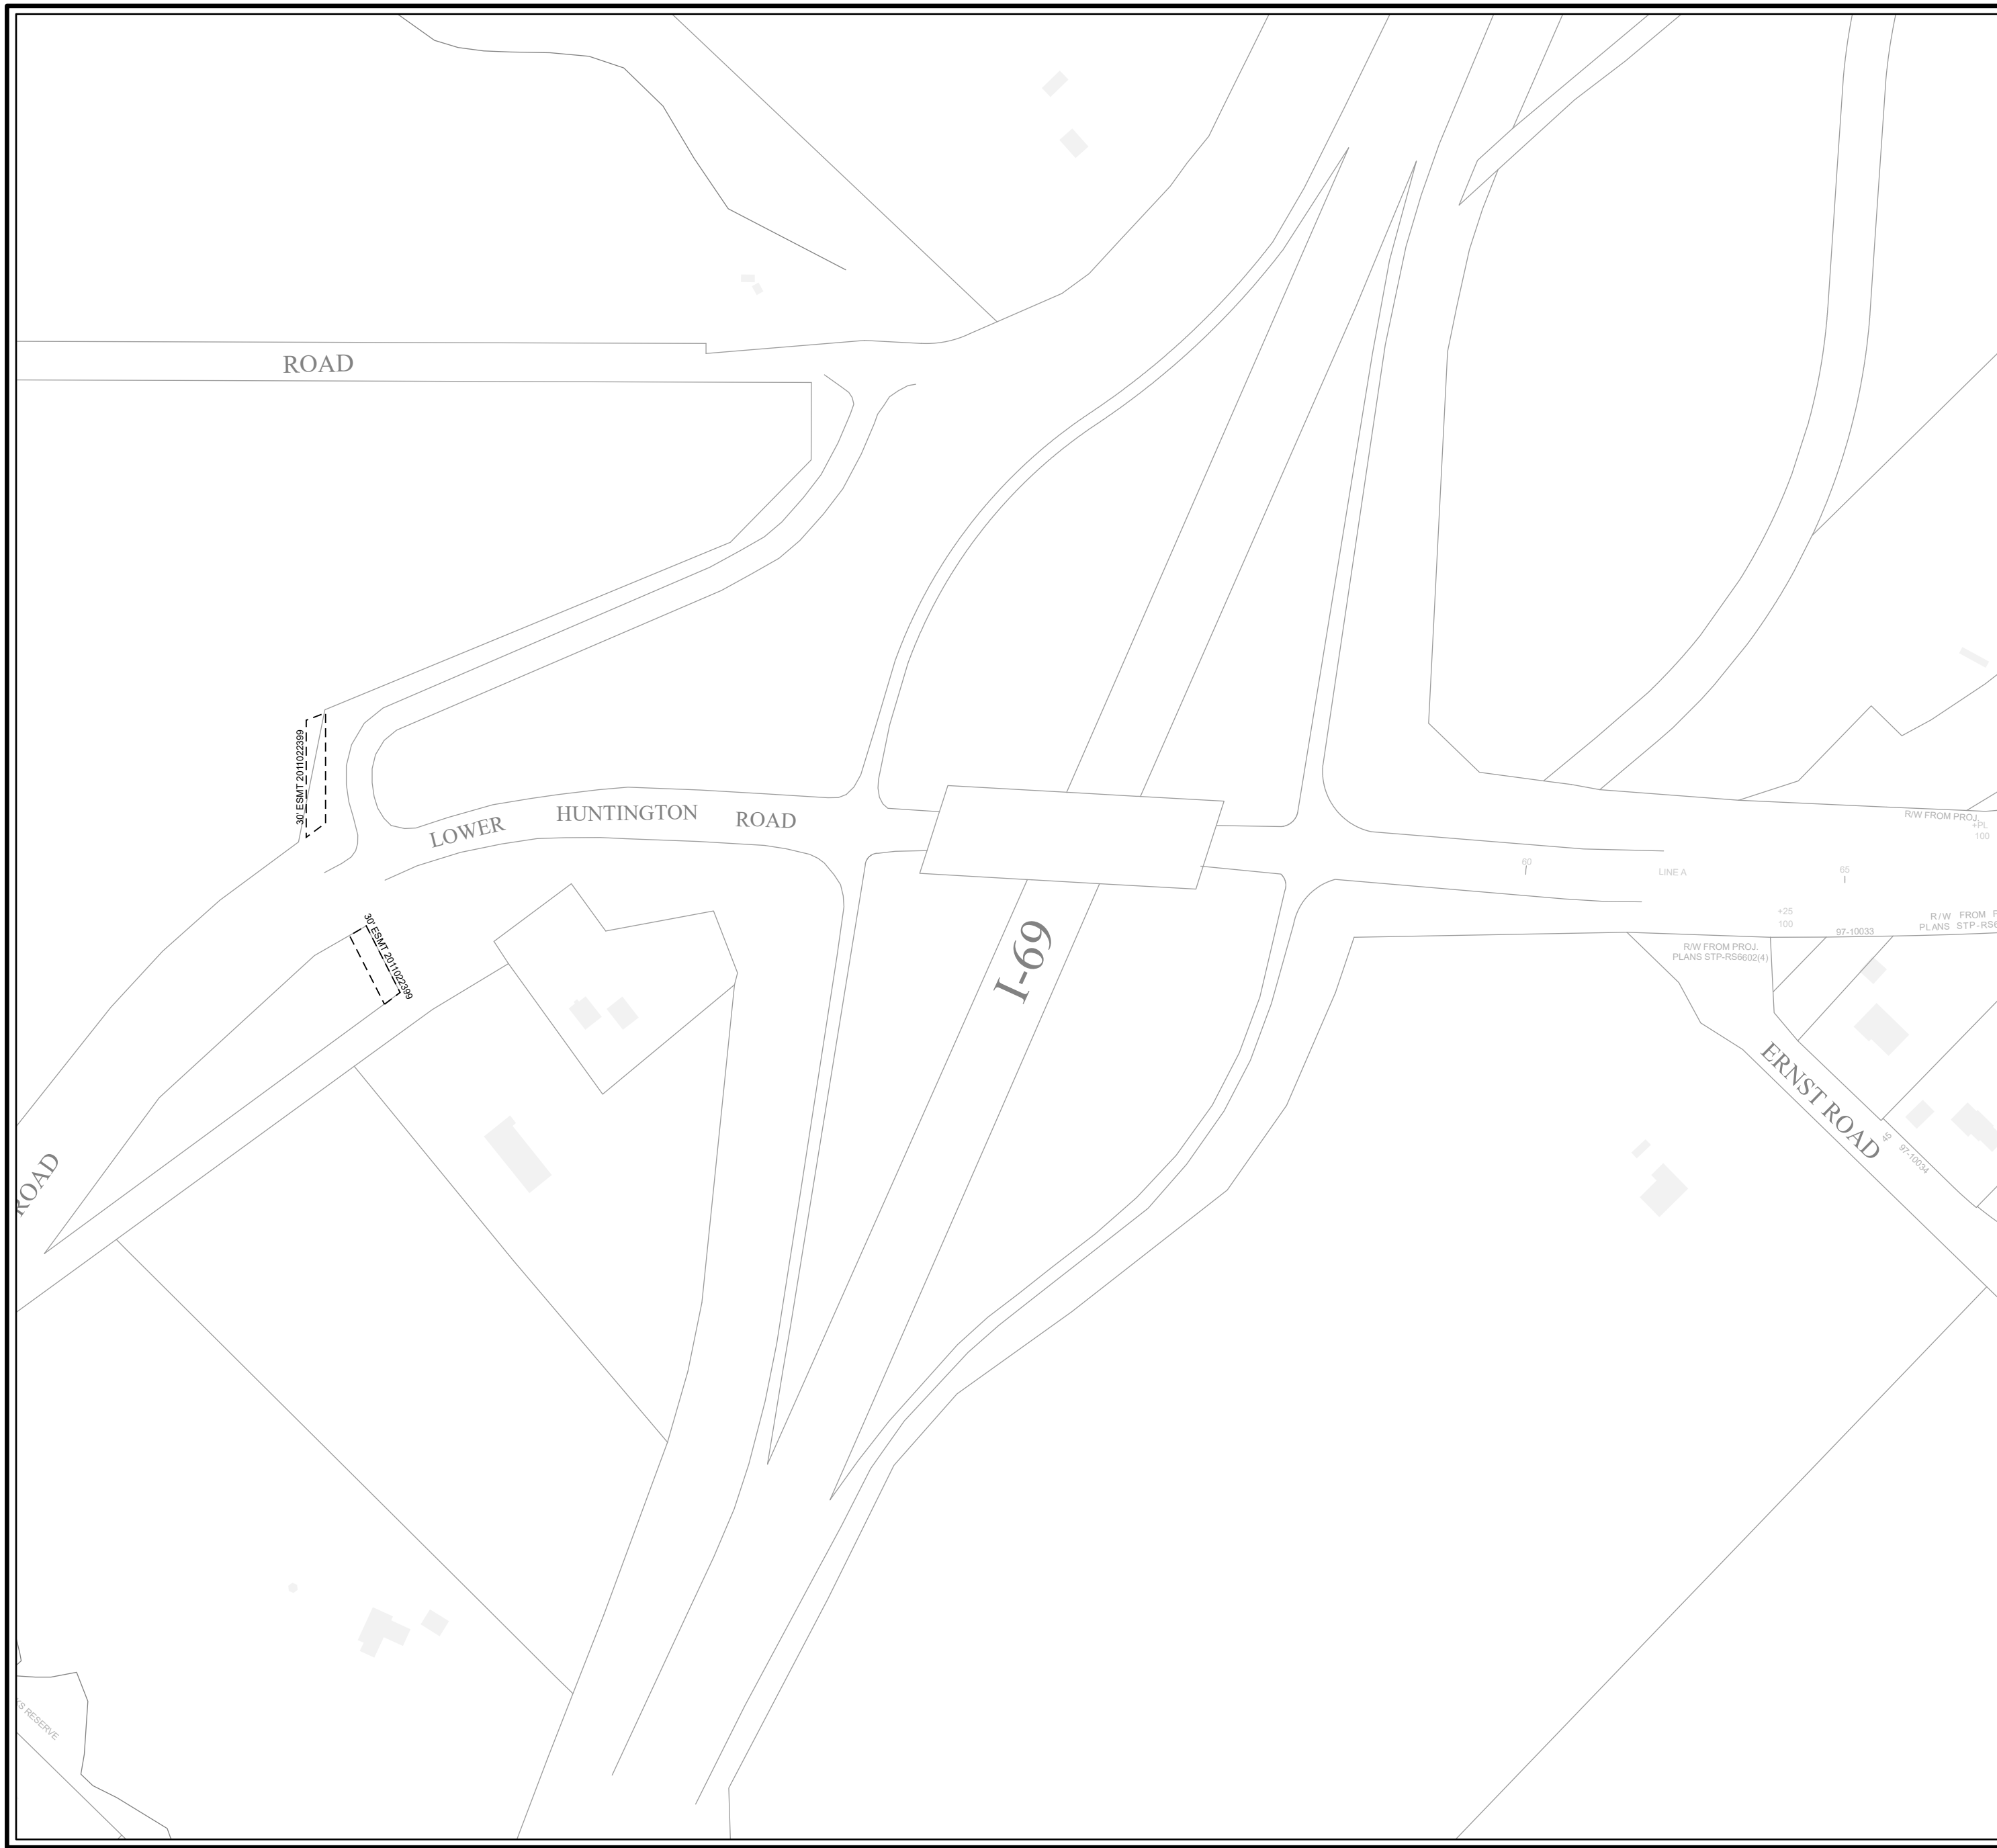 ROAD
30' ESMT 2011022399
LOWER HUNTINGTON ROAD
R/W FROM PROJ.
+PL
100
60
LINE A
65
+25
100
97-10033
R/W FROM
PLANS STP-RS6
R/W FROM PROJ.
PLANS STP-RS6602(4)
30' ESMT 2011022399
I-69
ERNST ROAD
45
97-10034
ROAD
RESERVE